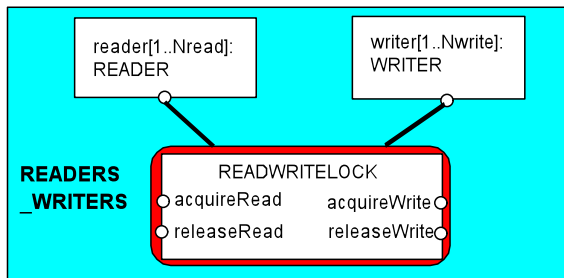 reader[1..Nread]:
READER
writer[1..Nwrite]:
WRITER
READERS
_WRITERS
READWRITELOCK
acquireRead
acquireWrite
releaseRead
releaseWrite